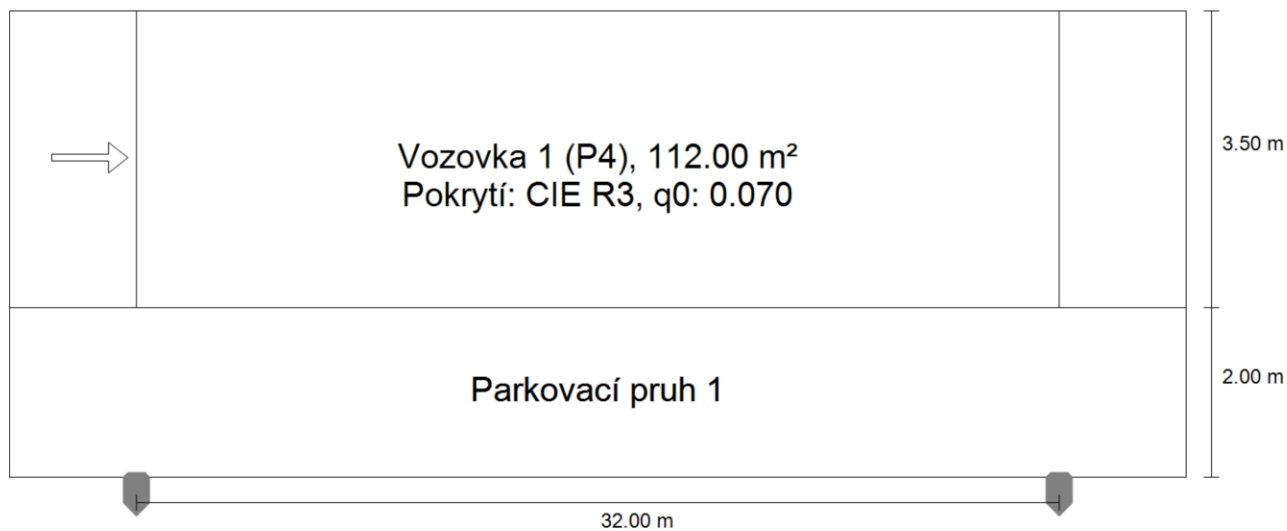 Vozovka 1 (P4), 112.00 m²
Pokrytí: CIE R3, q0: 0.070
3.50 m
Parkovací pruh 1
2.00 m
32.00 m